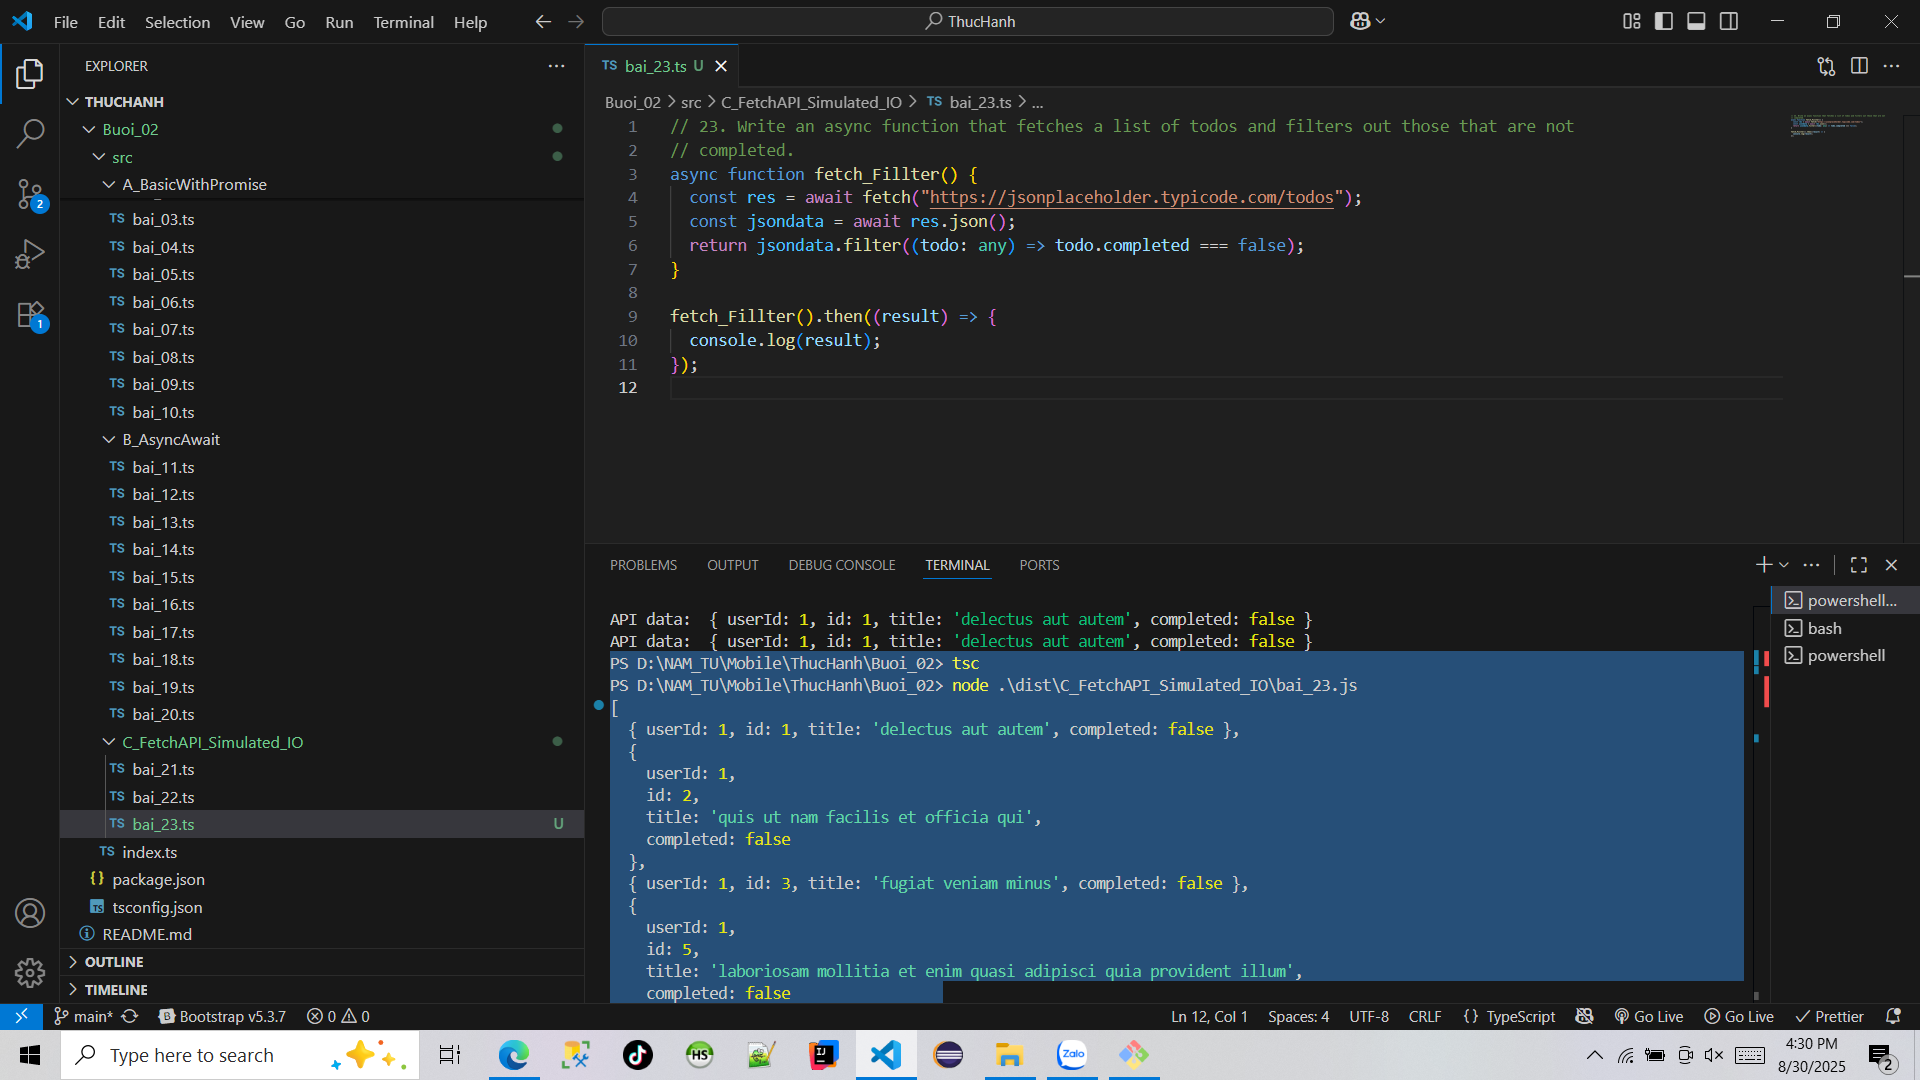 File Edit Selection View Go Run Terminal Help
ThucHanh
EXPLORER
THUCHANH
Buoi_02
src
A_BasicWithPromise
TS bai_03.ts
TS bai_04.ts
TS bai_05.ts
TS bai_06.ts
TS bai_07.ts
TS bai_08.ts
TS bai_09.ts
TS bai_10.ts
B_AsyncAwait
TS bai_11.ts
TS bai_12.ts
TS bai_13.ts
TS bai_14.ts
TS bai_15.ts
TS bai_16.ts
TS bai_17.ts
TS bai_18.ts
TS bai_19.ts
TS bai_20.ts
C_FetchAPI_Simulated_IO
TS bai_21.ts
TS bai_22.ts
TS bai_23.ts U
TS index.ts
{} package.json
TS tsconfig.json
README.md
OUTLINE
TIMELINE
2
1
TS bai_23.ts U
Buoi_02 > src > C_FetchAPI_Simulated_IO > TS bai_23.ts > ...
1 // 23. Write an async function that fetches a list of todos and filters out those that are not
2 // completed.
3 async function fetch_Fillter() {
4 const res = await fetch("https://jsonplaceholder.typicode.com/todos");
5 const jsondata = await res.json();
6 return jsondata.filter((todo: any) => todo.completed === false);
7 }
8
9 fetch_Fillter().then((result) => {
10 console.log(result);
11 });
12
PROBLEMS OUTPUT DEBUG CONSOLE TERMINAL PORTS
API data:  { userId: 1, id: 1, title: 'delectus aut autem', completed: false }
API data:  { userId: 1, id: 1, title: 'delectus aut autem', completed: false }
PS D:\NAM_TU\Mobile\ThucHanh\Buoi_02> tsc
PS D:\NAM_TU\Mobile\ThucHanh\Buoi_02> node .\dist\C_FetchAPI_Simulated_IO\bai_23.js
[
{ userId: 1, id: 1, title: 'delectus aut autem', completed: false },
{
userId: 1,
id: 2,
title: 'quis ut nam facilis et officia qui',
completed: false
},
{ userId: 1, id: 3, title: 'fugiat veniam minus', completed: false },
{
userId: 1,
id: 5,
title: 'laboriosam mollitia et enim quasi adipisci quia provident illum',
completed: false
powershell...
bash
powershell
main* Bootstrap v5.3.7 0 0 Ln 12, Col 1 Spaces: 4 UTF-8 CRLF {} TypeScript Go Live Go Live Prettier
Type here to search
HS
IJ
Zalo
4:30 PM
8/30/2025
2